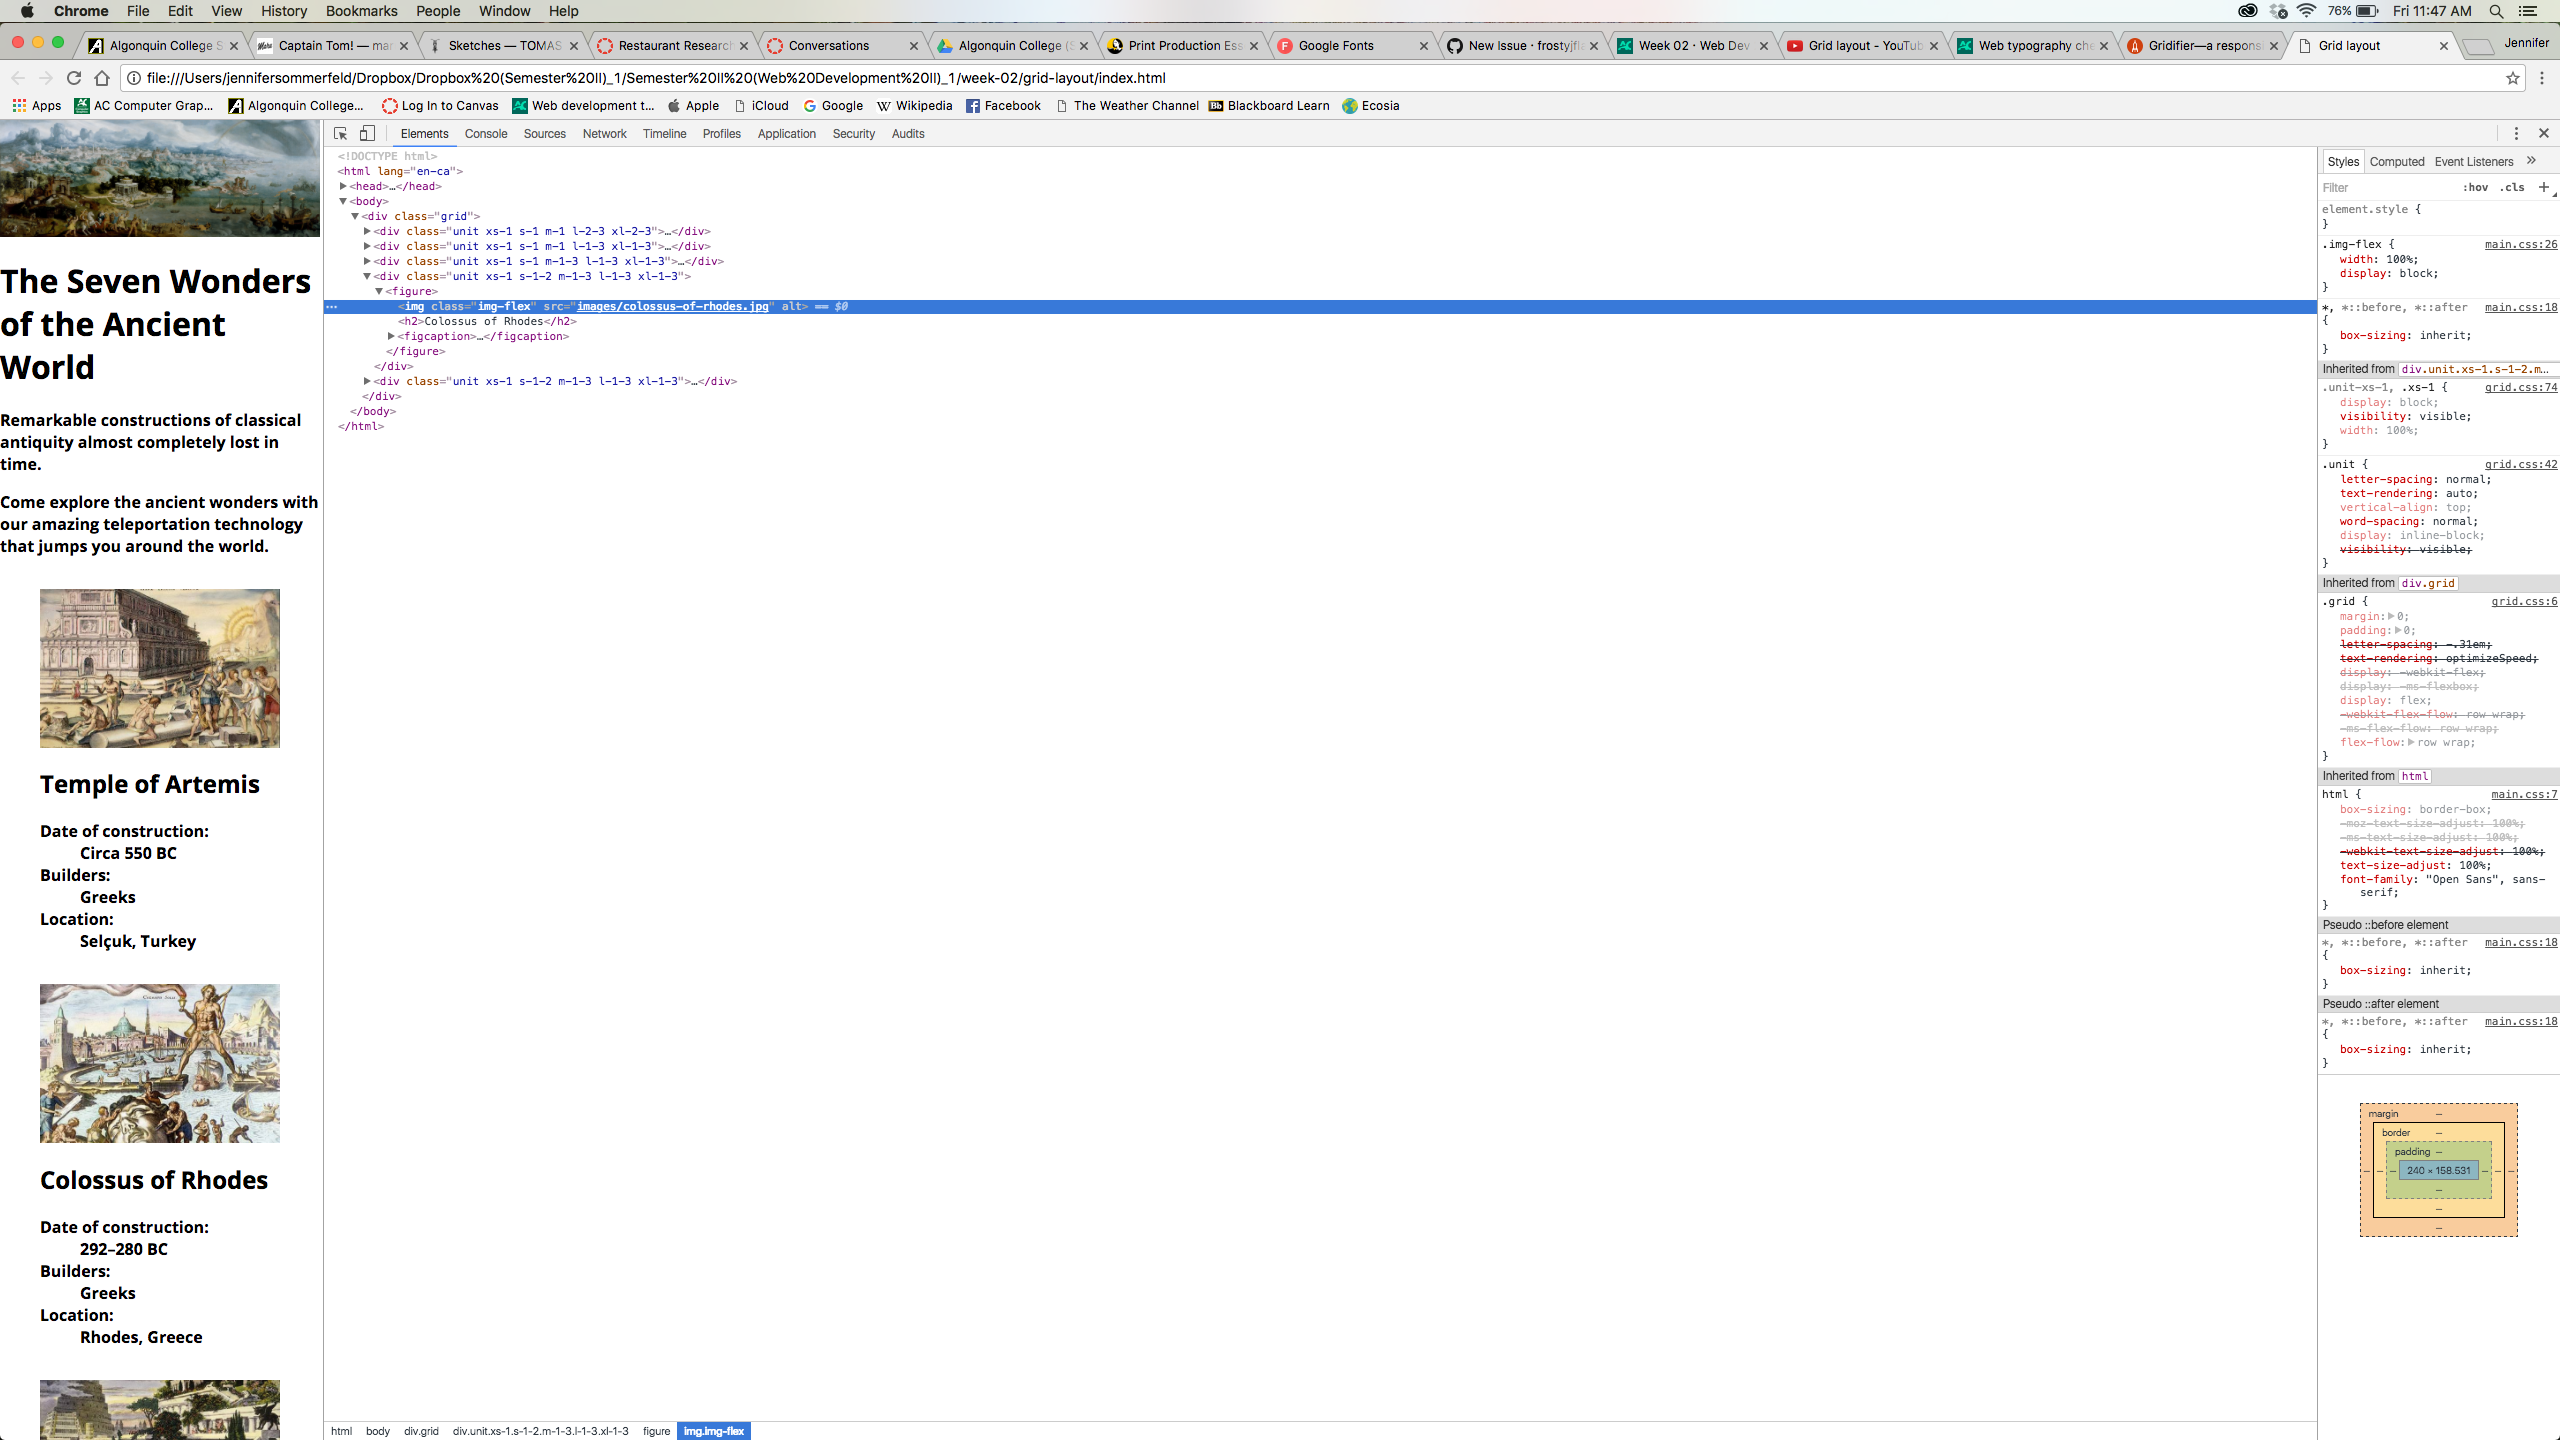 Chrome File Edit View History Bookmarks People Window Help
76% Fri 11:47 AM
Algonquin College S
Captain Tom! — mar
Sketches — TOMAS
Restaurant Research
Conversations
Algonquin College (S
Print Production Ess
Google Fonts
New Issue · frostyjfla
Week 02 · Web Dev
Grid layout - YouTub
Web typography che
Gridifier—a responsi
Grid layout
Jennifer
file:///Users/jennifersommerfeld/Dropbox/Dropbox%20(Semester%20II)_1/Semester%20II%20(Web%20Development%20II)_1/week-02/grid-layout/index.html
Apps AC Computer Grap... Algonquin College... Log In to Canvas Web development t... Apple iCloud Google Wikipedia Facebook The Weather Channel Blackboard Learn Ecosia
The Seven Wonders
of the Ancient
World
Remarkable constructions of classical
antiquity almost completely lost in
time.
Come explore the ancient wonders with
our amazing teleportation technology
that jumps you around the world.
Temple of Artemis
Date of construction:
Circa 550 BC
Builders:
Greeks
Location:
Selçuk, Turkey
Colossus of Rhodes
Date of construction:
292–280 BC
Builders:
Greeks
Location:
Rhodes, Greece
Elements Console Sources Network Timeline Profiles Application Security Audits
<!DOCTYPE html>
<html lang="en-ca">
<head>…</head>
<body>
<div class="grid">
<div class="unit xs-1 s-1 m-1 l-2-3 xl-2-3">…</div>
<div class="unit xs-1 s-1 m-1 l-1-3 xl-1-3">…</div>
<div class="unit xs-1 s-1 m-1-3 l-1-3 xl-1-3">…</div>
<div class="unit xs-1 s-1-2 m-1-3 l-1-3 xl-1-3">
<figure>
<img class="img-flex" src="images/colossus-of-rhodes.jpg" alt> == $0
<h2>Colossus of Rhodes</h2>
<figcaption>…</figcaption>
</figure>
</div>
<div class="unit xs-1 s-1-2 m-1-3 l-1-3 xl-1-3">…</div>
</div>
</body>
</html>
html body div.grid div.unit.xs-1.s-1-2.m-1-3.l-1-3.xl-1-3 figure img.img-flex
Styles Computed Event Listeners »
Filter :hov .cls +
element.style {
}
.img-flex { main.css:26
width: 100%;
display: block;
}
*, *::before, *::after main.css:18
{
box-sizing: inherit;
}
Inherited from div.unit.xs-1.s-1-2.m…
.unit-xs-1, .xs-1 { grid.css:74
display: block;
visibility: visible;
width: 100%;
}
.unit { grid.css:42
letter-spacing: normal;
text-rendering: auto;
vertical-align: top;
word-spacing: normal;
display: inline-block;
visibility: visible;
}
Inherited from div.grid
.grid { grid.css:6
margin: 0;
padding: 0;
letter-spacing: -.31em;
text-rendering: optimizeSpeed;
display: -webkit-flex;
display: -ms-flexbox;
display: flex;
-webkit-flex-flow: row wrap;
-ms-flex-flow: row wrap;
flex-flow: row wrap;
}
Inherited from html
html { main.css:7
box-sizing: border-box;
-moz-text-size-adjust: 100%;
-ms-text-size-adjust: 100%;
-webkit-text-size-adjust: 100%;
text-size-adjust: 100%;
font-family: "Open Sans", sans-
serif;
}
Pseudo ::before element
*, *::before, *::after main.css:18
{
box-sizing: inherit;
}
Pseudo ::after element
*, *::before, *::after main.css:18
{
box-sizing: inherit;
}
margin –
border –
padding –
– – – 240 × 158.531 – – –
–
–
–